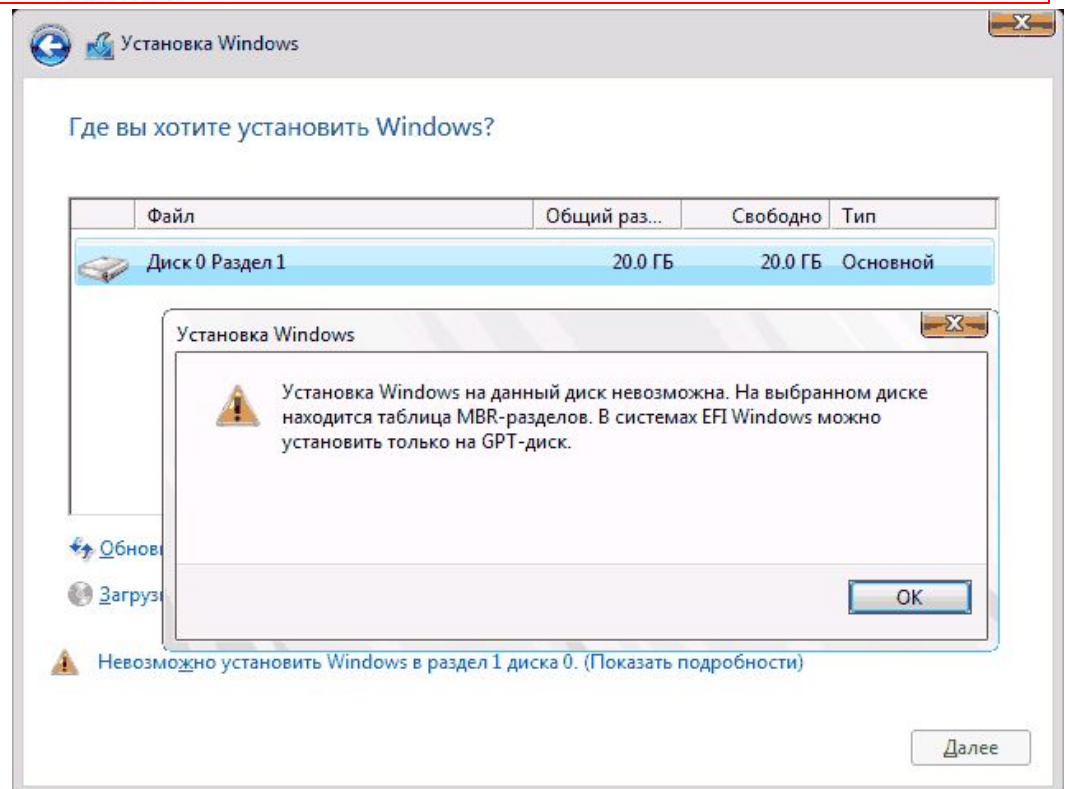 Установка Windows
Где вы хотите установить Windows?
Файл Общий раз... Свободно Тип
Диск 0 Раздел 1 20.0 ГБ 20.0 ГБ Основной
Установка Windows
Установка Windows на данный диск невозможна. На выбранном диске
находится таблица MBR-разделов. В системах EFI Windows можно
установить только на GPT-диск.
OK
Невозможно установить Windows в раздел 1 диска 0. (Показать подробности)
Далее